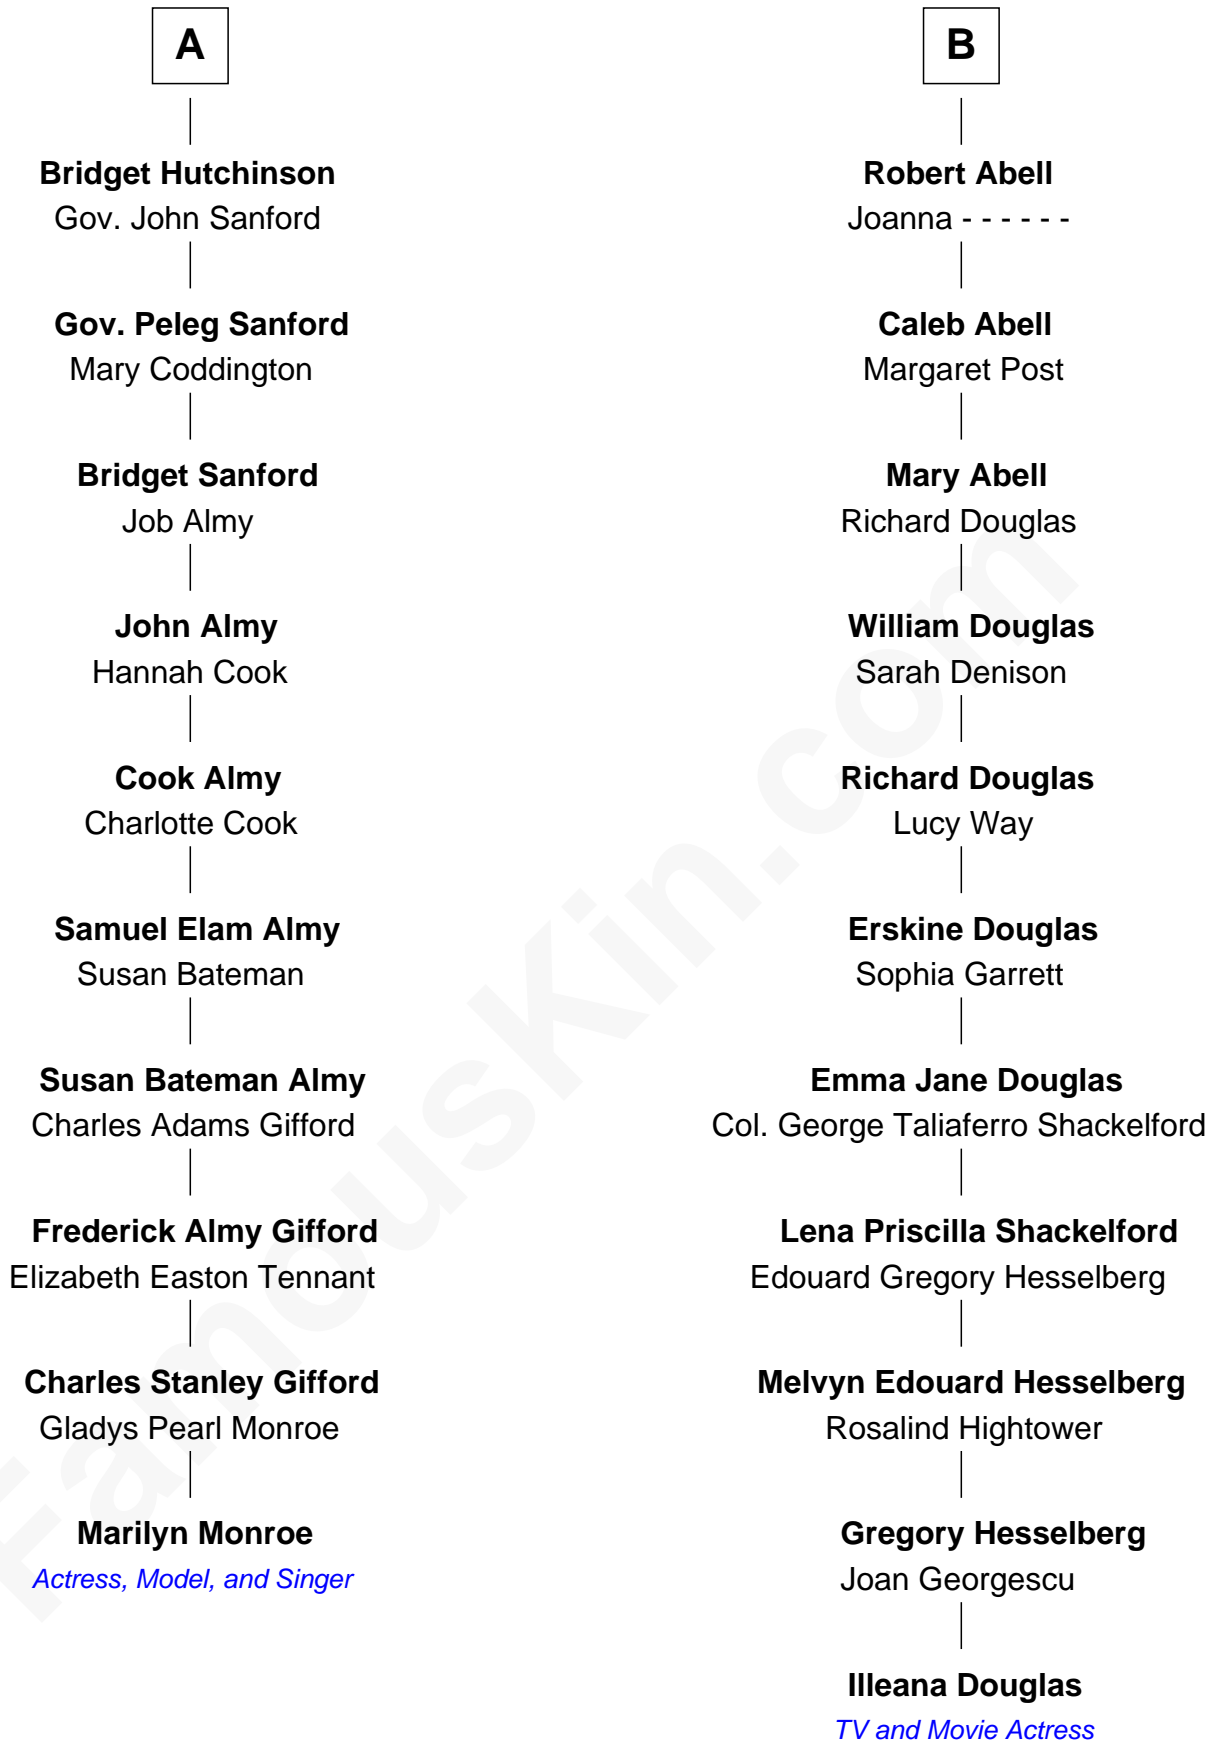 A
Bridget Hutchinson
Gov. John Sanford
Gov. Peleg Sanford
Mary Coddington
Bridget Sanford
Job Almy
John Almy
Hannah Cook
Cook Almy
Charlotte Cook
Samuel Elam Almy
Susan Bateman
Susan Bateman Almy
Charles Adams Gifford
Frederick Almy Gifford
Elizabeth Easton Tennant
Charles Stanley Gifford
Gladys Pearl Monroe
Marilyn Monroe
Actress, Model, and Singer
B
Robert Abell
Joanna - - - - - -
Caleb Abell
Margaret Post
Mary Abell
Richard Douglas
William Douglas
Sarah Denison
Richard Douglas
Lucy Way
Erskine Douglas
Sophia Garrett
Emma Jane Douglas
Col. George Taliaferro Shackelford
Lena Priscilla Shackelford
Edouard Gregory Hesselberg
Melvyn Edouard Hesselberg
Rosalind Hightower
Gregory Hesselberg
Joan Georgescu
Illeana Douglas
TV and Movie Actress
FamousKin.com